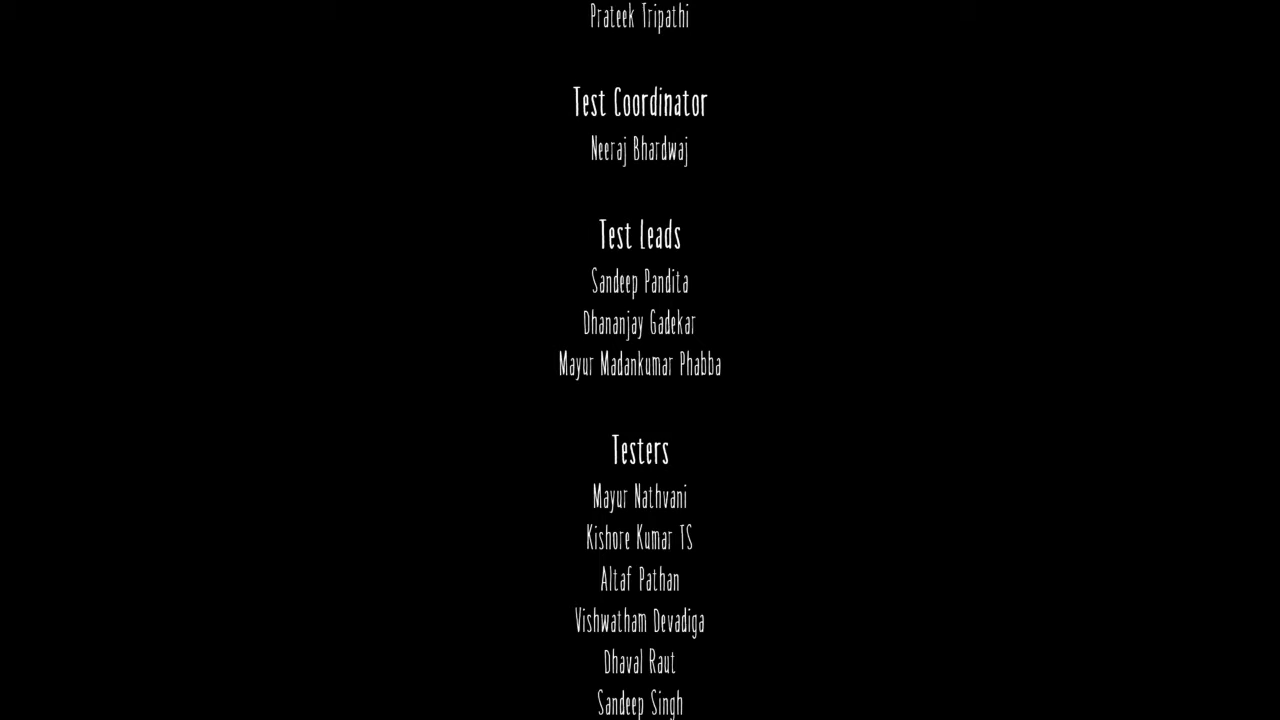 Prateek Tripathi
Test Coordinator
Neeraj Bhardwaj
Test Leads
Sandeep Pandita
Dhananjay Gadekar
Mayur Madankumar Phabba
Testers
Mayur Nathvani
Kishore Kumar TS
Altaf Pathan
Vishwatham Devadiga
Dhaval Raut
Sandeep Singh